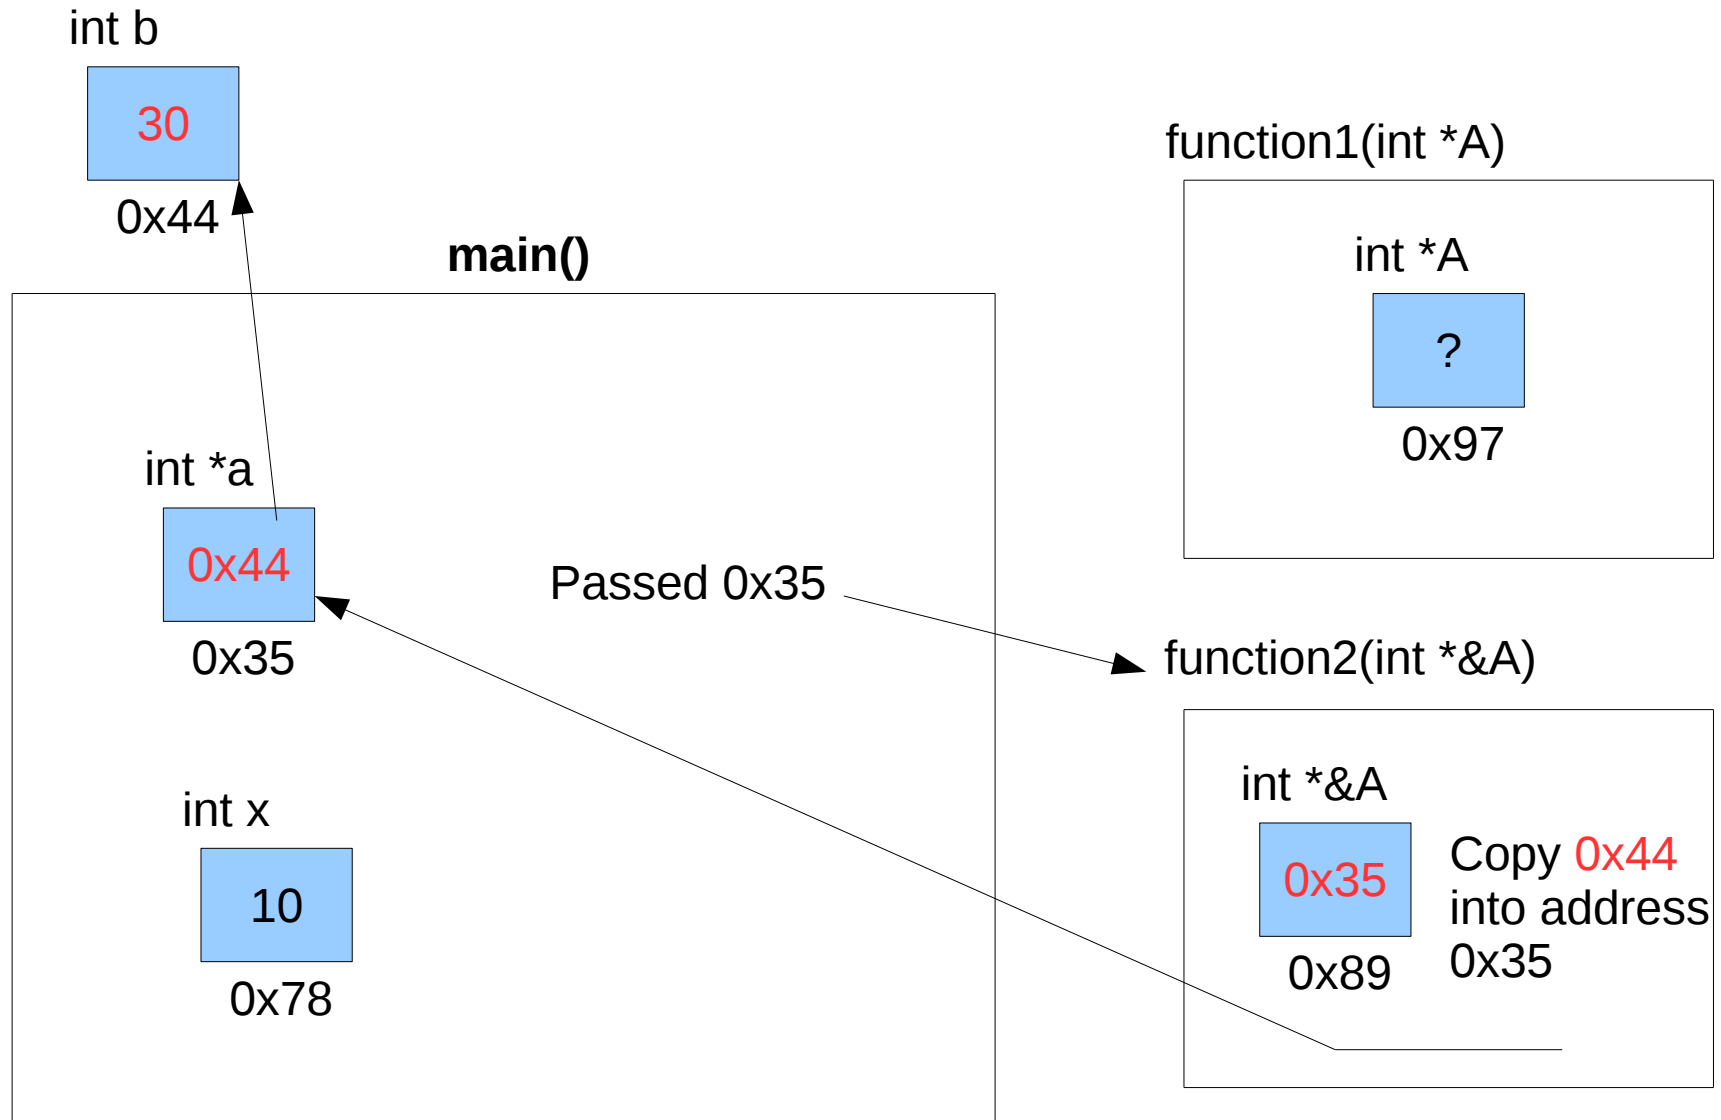 int b
30
0x44
main()
int *a
0x44
0x35
Passed 0x35
int x
10
0x78
function1(int *A)
int *A
?
0x97
function2(int *&A)
int *&A
0x35
0x89
Copy 0x44
into address
0x35